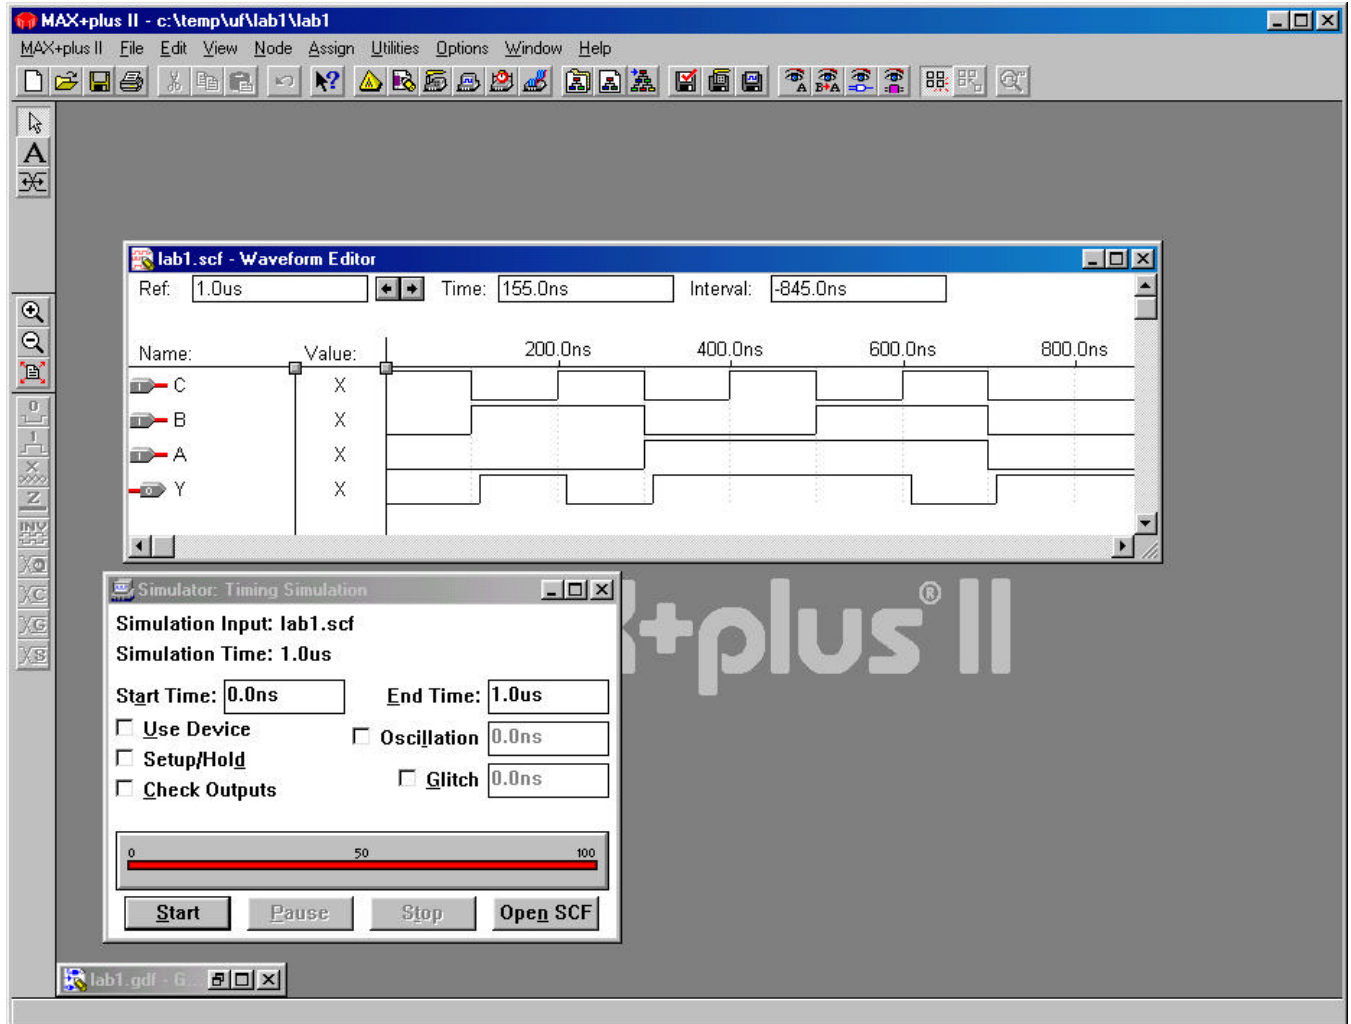 MAX+plus II - c:\temp\uf\lab1\lab1
MAX+plus II File Edit View Node Assign Utilities Options Window Help
lab1.scf - Waveform Editor
Ref: 1.0us Time: 155.0ns Interval: -845.0ns
Name: Value: 200.0ns 400.0ns 600.0ns 800.0ns
C X
B X
A X
Y X
+plus® II
Simulator: Timing Simulation
Simulation Input: lab1.scf
Simulation Time: 1.0us
Start Time: 0.0ns End Time: 1.0us
Use Device
Oscillation 0.0ns
Setup/Hold
Glitch 0.0ns
Check Outputs
0 50 100
Start Pause Stop Open SCF
lab1.gdf - G...